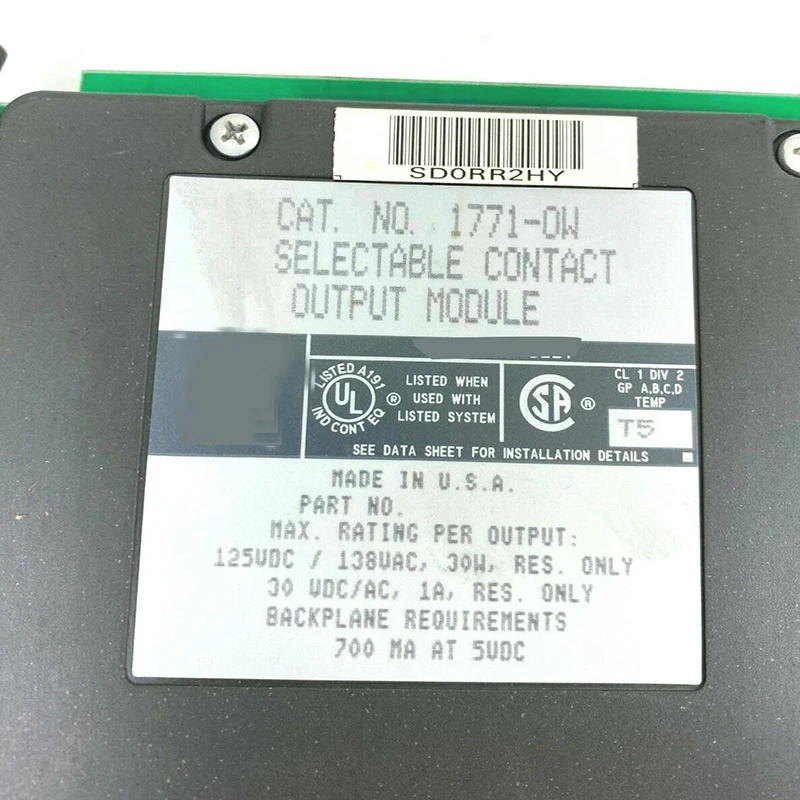 SD0RR2HY
CAT. NO. 1771-OW
SELECTABLE CONTACT
OUTPUT MODULE
LISTED A191
UL ®
IND CONT EQ
LISTED WHEN
USED WITH
LISTED SYSTEM
CSA ®
CL 1 DIV 2
GP A,B,C,D
TEMP
T5
SEE DATA SHEET FOR INSTALLATION DETAILS
MADE IN U.S.A.
PART NO.
MAX. RATING PER OUTPUT:
125VDC / 138VAC, 30W, RES. ONLY
30 VDC/AC, 1A, RES. ONLY
BACKPLANE REQUIREMENTS
700 MA AT 5VDC